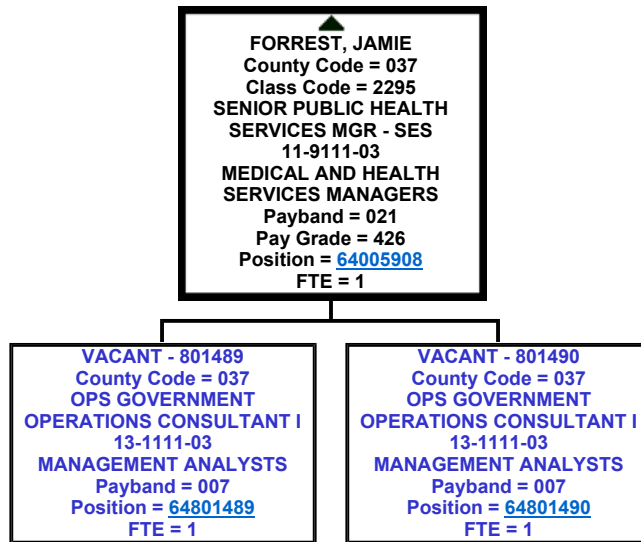 FORREST, JAMIE
County Code = 037
Class Code = 2295
SENIOR PUBLIC HEALTH
SERVICES MGR - SES
11-9111-03
MEDICAL AND HEALTH
SERVICES MANAGERS
Payband = 021
Pay Grade = 426
Position = 64005908
FTE = 1
VACANT - 801489
County Code = 037
OPS GOVERNMENT
OPERATIONS CONSULTANT I
13-1111-03
MANAGEMENT ANALYSTS
Payband = 007
Position = 64801489
FTE = 1
VACANT - 801490
County Code = 037
OPS GOVERNMENT
OPERATIONS CONSULTANT I
13-1111-03
MANAGEMENT ANALYSTS
Payband = 007
Position = 64801490
FTE = 1